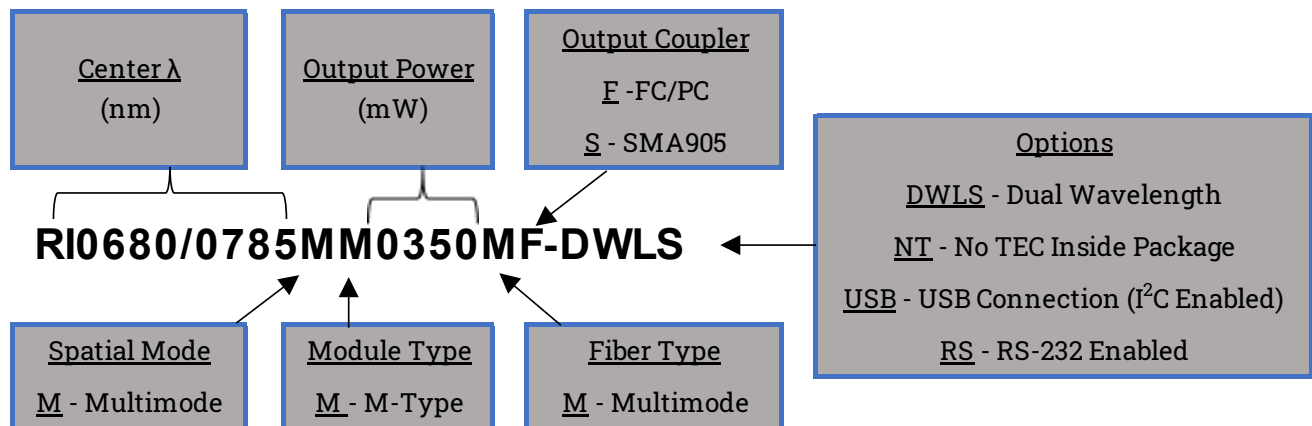 Center λ
(nm)
Output Power
(mW)
Output Coupler
F -FC/PC
S - SMA905
Options
DWLS - Dual Wavelength
NT - No TEC Inside Package
USB - USB Connection (I²C Enabled)
RS - RS-232 Enabled
RI0680/0785MM0350MF-DWLS
Spatial Mode
M - Multimode
Module Type
M - M-Type
Fiber Type
M - Multimode